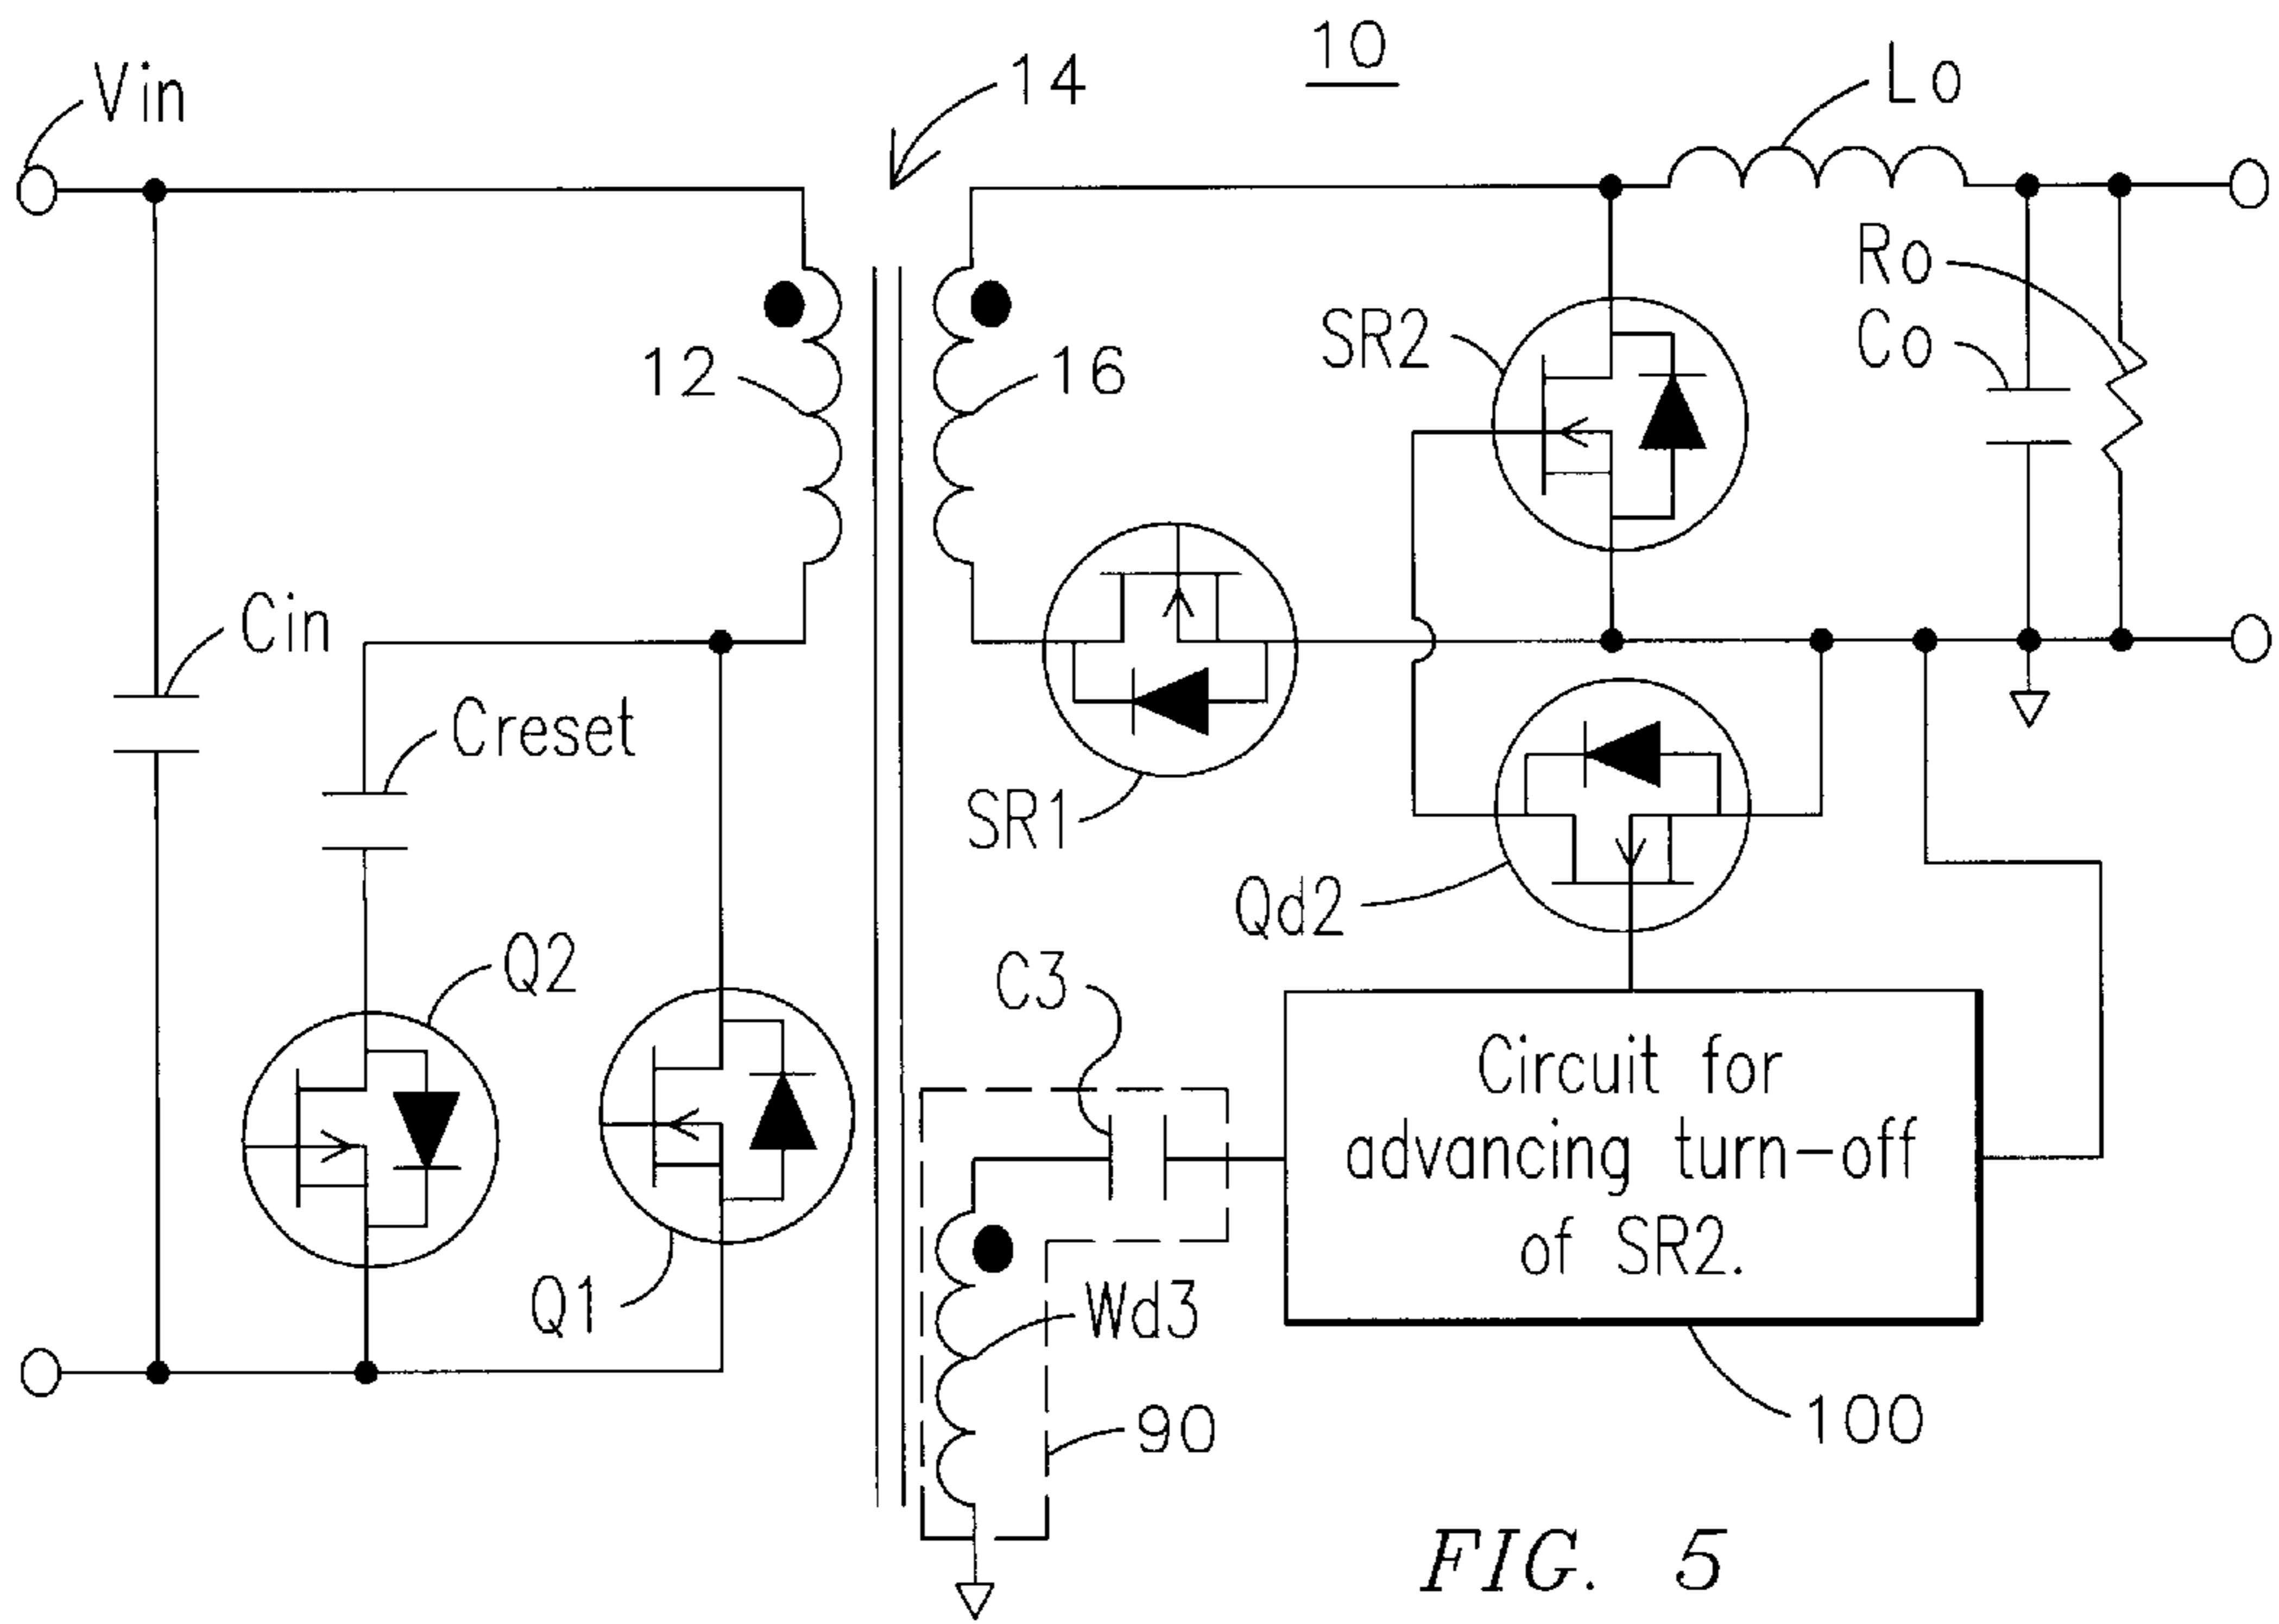 10
14
Lo
Vin
Ro
SR2
Co
12
16
Cin
Creset
SR1
Qd2
Q2
C3
Circuit for
advancing turn-off
of SR2.
Q1
Wd3
90
100
FIG. 5